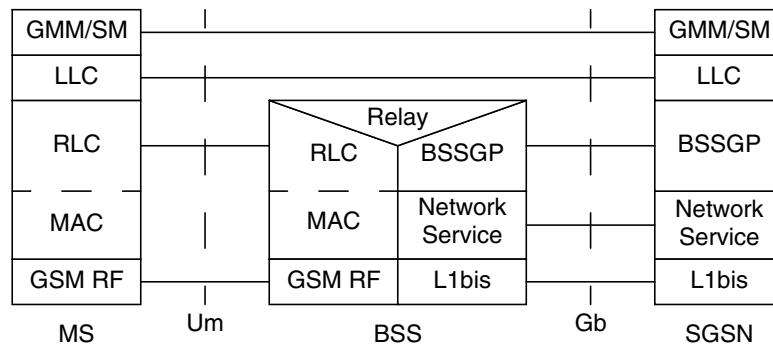 GMM/SM
GMM/SM
LLC
LLC
Relay
RLC
RLC
BSSGP
BSSGP
MAC
MAC
Network
Service
Network
Service
GSM RF
GSM RF
L1bis
L1bis
MS
Um
BSS
Gb
SGSN